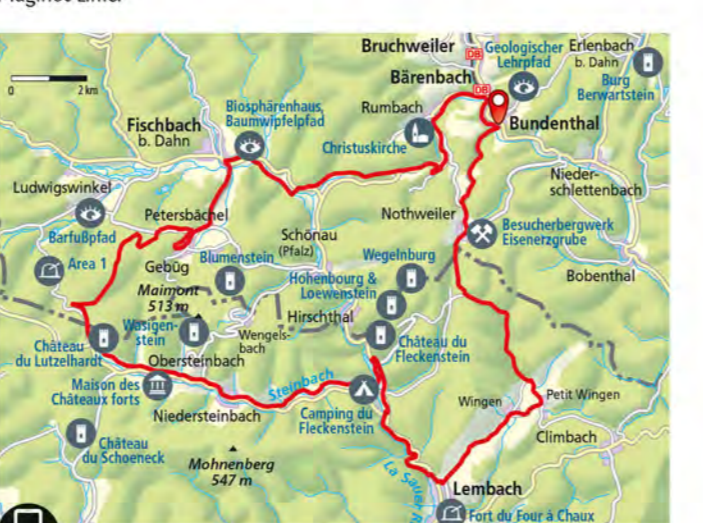 Bruchweiler
Bärenbach
DB
DB
Geologischer
Lehrpfad
Erlenbach
b. Dahn
Burg
Berwartstein
0
2 km
Fischbach
b. Dahn
Biosphärenhaus,
Baumwipfelpfad
Rumbach
Christuskirche
Bundenthal
Nieder-
schlettenbach
Ludwigswinkel
Barfußpfad
Petersbächel
Schönau
(Pfalz)
Nothweiler
Besucherbergwerk
Eisenerzgrube
Area 1
Gebüg
Blumenstein
Wegelnburg
Bobenthal
Maimont
513 m
Hohenbourg &
Loewenstein
Hirschthal
Wasigen-
stein
Wengels-
bach
Château du
Fleckenstein
Château
du Lutzelhardt
Obersteinbach
Maison des
Châteaux forts
Steinbach
Niedersteinbach
Camping du
Fleckenstein
Wingen
Petit Wingen
Climbach
Château
du Schoeneck
Mohnenberg
547 m
La Sauer
Lembach
Fort du Four à Chaux